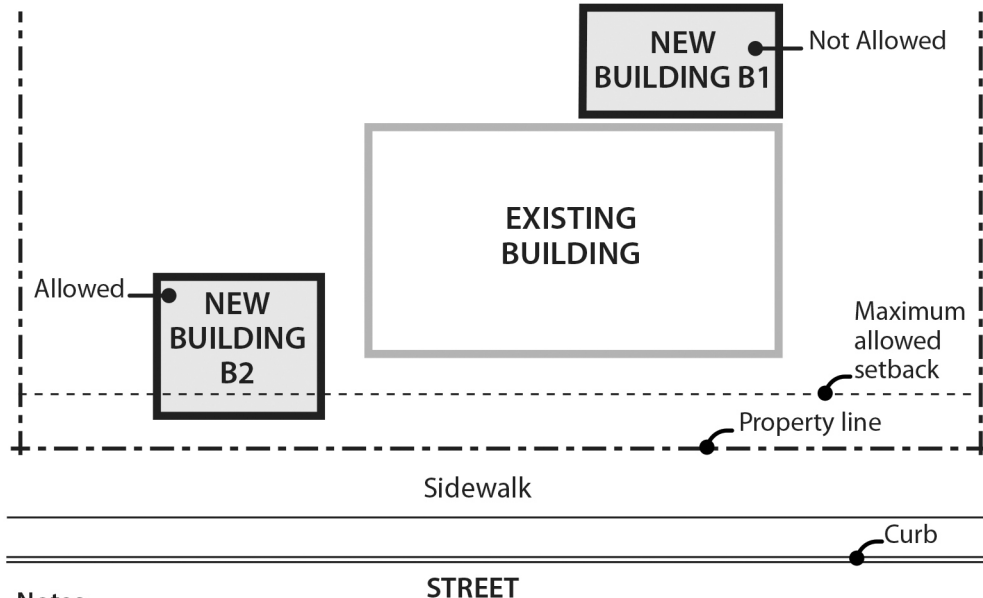 NEW
BUILDING B1
Not Allowed
EXISTING
BUILDING
Allowed
NEW
BUILDING
B2
Maximum
allowed
setback
Property line
Sidewalk
Curb
STREET
Notes